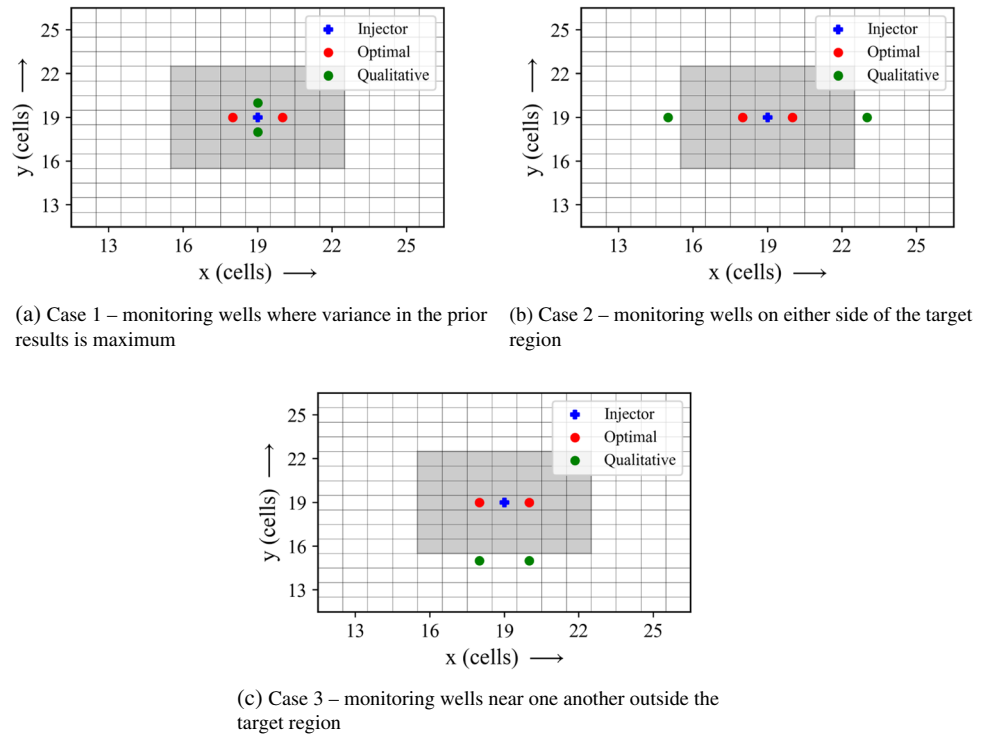 25
22
19
16
13
y (cells) ⟶
Injector
Optimal
Qualitative
13 16 19 22 25
x (cells) ⟶
(a) Case 1 – monitoring wells where variance in the prior
results is maximum
25
22
19
16
13
y (cells) ⟶
Injector
Optimal
Qualitative
13 16 19 22 25
x (cells) ⟶
(b) Case 2 – monitoring wells on either side of the target
region
25
22
19
16
13
y (cells) ⟶
Injector
Optimal
Qualitative
13 16 19 22 25
x (cells) ⟶
(c) Case 3 – monitoring wells near one another outside the
target region